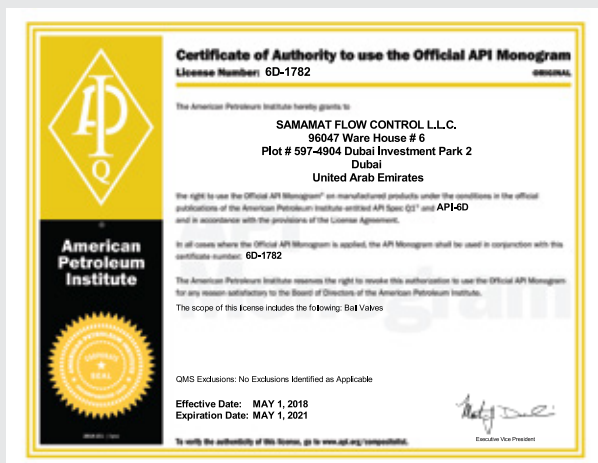 API
Q
American
Petroleum
Institute
CORPORATE
SEAL
Certificate of Authority to use the Official API Monogram
License Number: 6D-1782
ORIGINAL
The American Petroleum Institute hereby grants to
SAMAMAT FLOW CONTROL L.L.C.
96047 Ware House # 6
Plot # 597-4904 Dubai Investment Park 2
Dubai
United Arab Emirates
the right to use the Official API Monogram® on manufactured products under the conditions in the official
publications of the American Petroleum Institute entitled API Spec Q1® and API-6D
and in accordance with the provisions of the License Agreement.
In all cases where the Official API Monogram is applied, the API Monogram shall be used in conjunction with this
certificate number: 6D-1782
The American Petroleum Institute reserves the right to revoke this authorization to use the Official API Monogram
for any reason satisfactory to the Board of Directors of the American Petroleum Institute.
The scope of this license includes the following: Ball Valves
QMS Exclusions: No Exclusions Identified as Applicable
Effective Date: MAY 1, 2018
Expiration Date: MAY 1, 2021
Executive Vice President
To verify the authenticity of this license, go to www.api.org/compositelist.